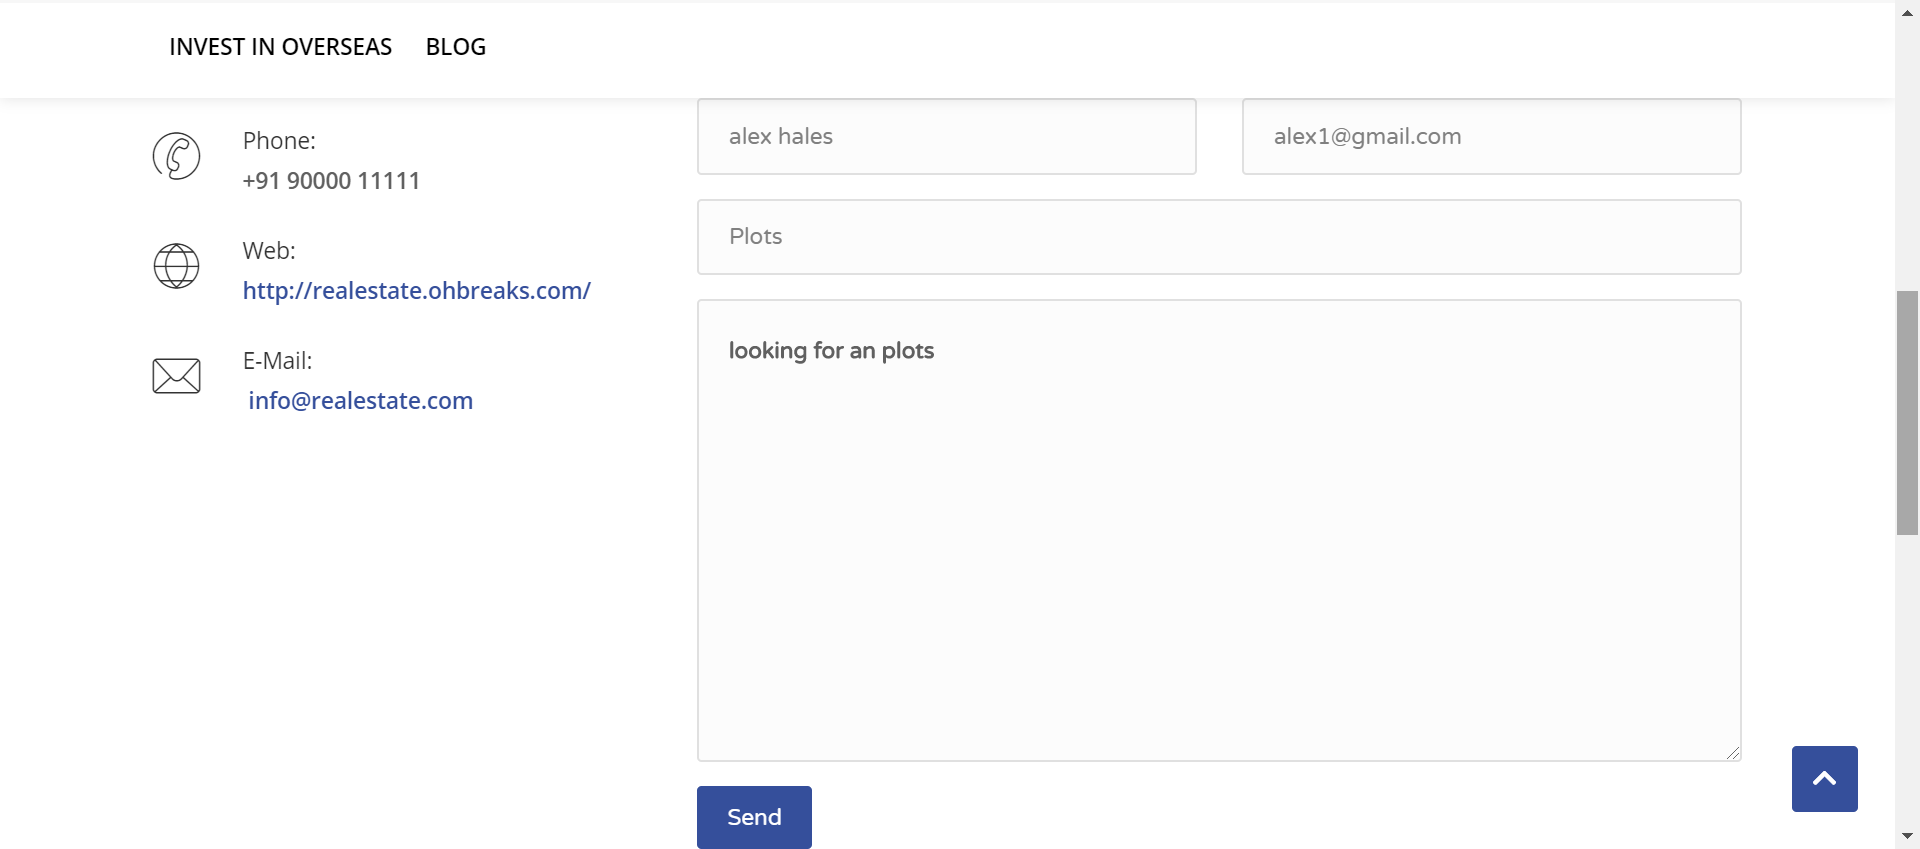 INVEST IN OVERSEAS BLOG
Phone:
+91 90000 11111
Web:
http://realestate.ohbreaks.com/
E-Mail:
info@realestate.com
alex hales
alex1@gmail.com
Plots
looking for an plots
Send